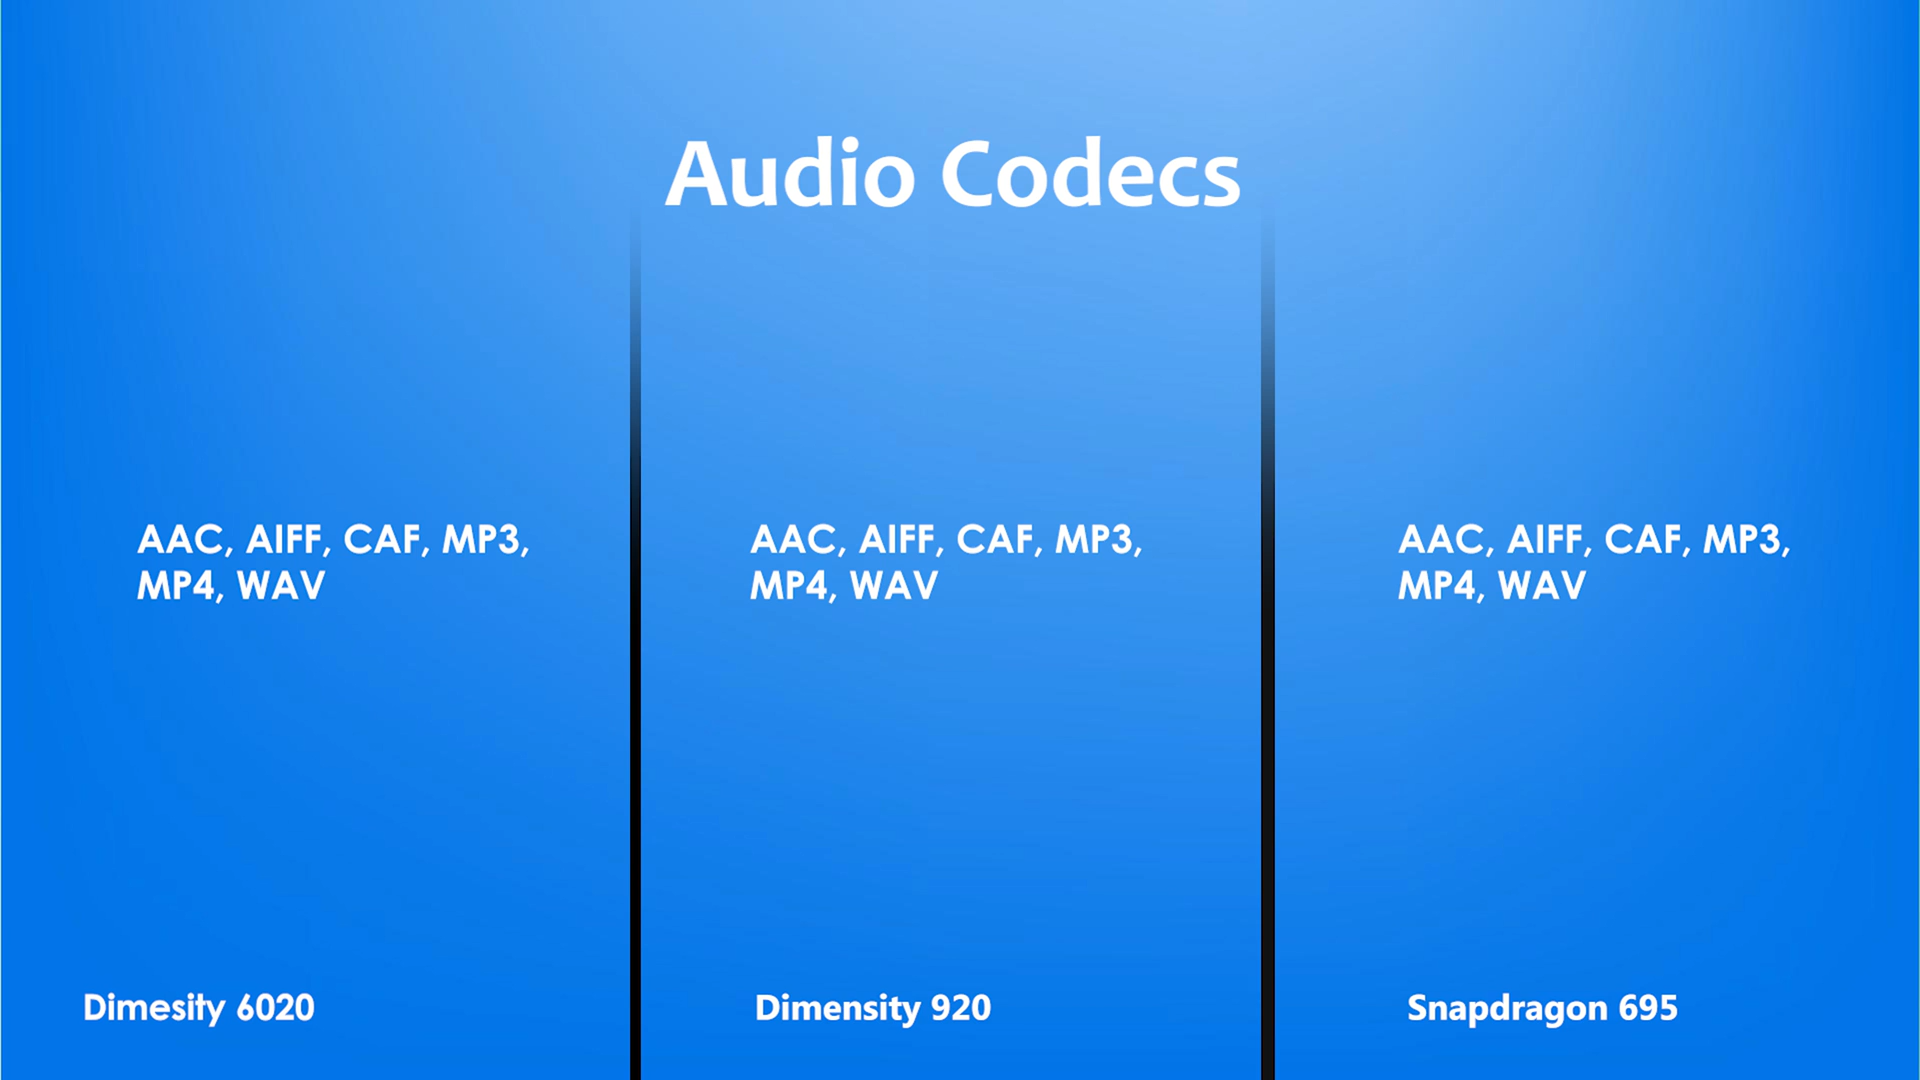 Audio Codecs
AAC, AIFF, CAF, MP3,
MP4, WAV
AAC, AIFF, CAF, MP3,
MP4, WAV
AAC, AIFF, CAF, MP3,
MP4, WAV
Dimesity 6020
Dimensity 920
Snapdragon 695